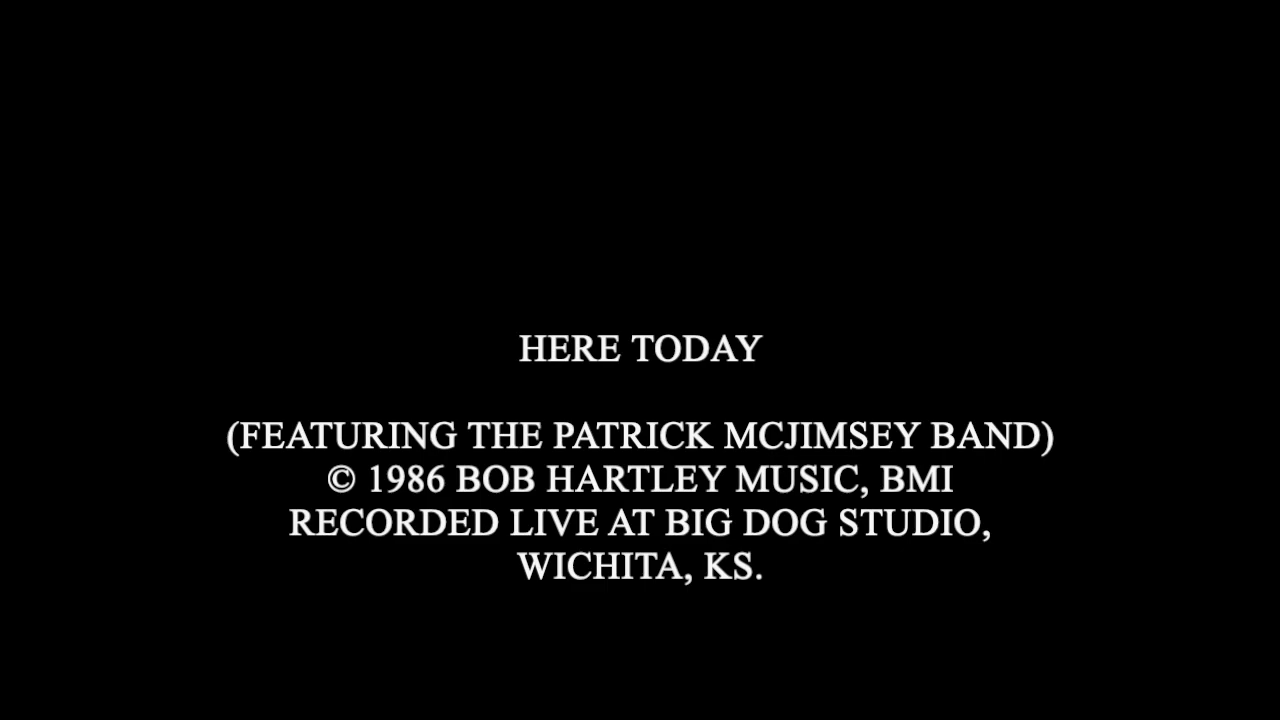 HERE TODAY
(FEATURING THE PATRICK MCJIMSEY BAND)
© 1986 BOB HARTLEY MUSIC, BMI
RECORDED LIVE AT BIG DOG STUDIO,
WICHITA, KS.